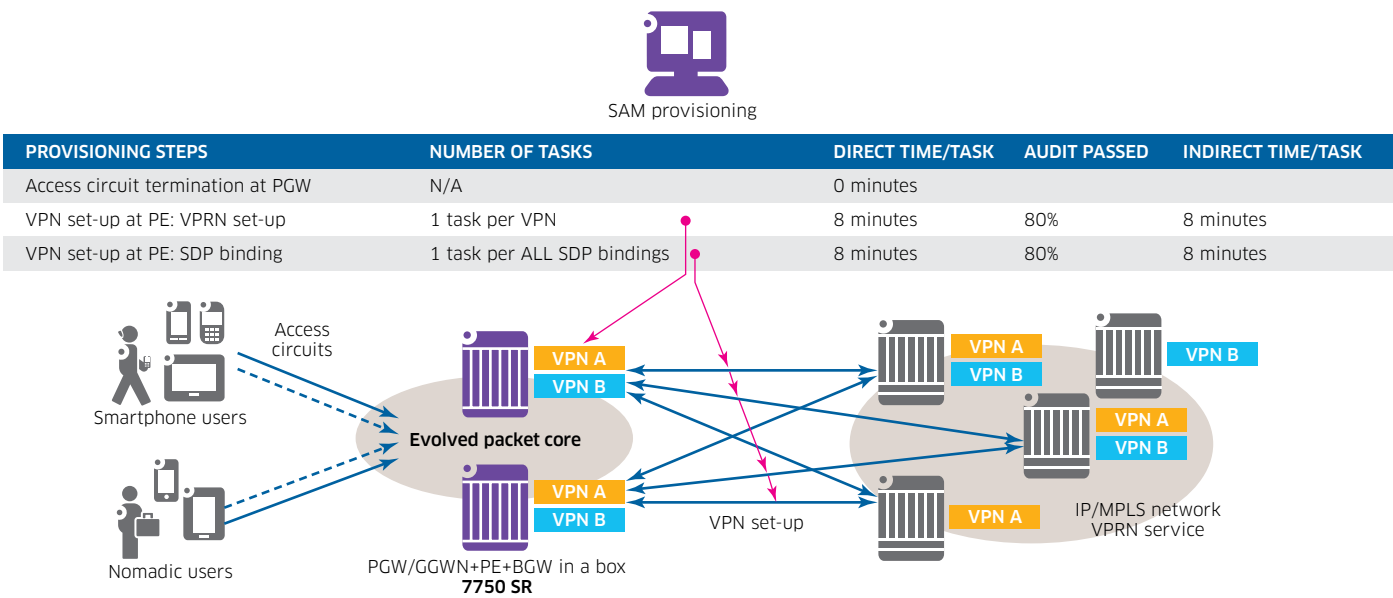 SAM provisioning
PROVISIONING STEPS NUMBER OF TASKS DIRECT TIME/TASK AUDIT PASSED INDIRECT TIME/TASK
Access circuit termination at PGW N/A 0 minutes
VPN set-up at PE: VPRN set-up 1 task per VPN 8 minutes 80% 8 minutes
VPN set-up at PE: SDP binding 1 task per ALL SDP bindings 8 minutes 80% 8 minutes
Access
circuits
Smartphone users
Nomadic users
VPN A
VPN B
Evolved packet core
VPN A
VPN B
PGW/GGWN+PE+BGW in a box
7750 SR
VPN set-up
VPN A
VPN B
VPN B
VPN A
VPN B
VPN A
IP/MPLS network
VPRN service